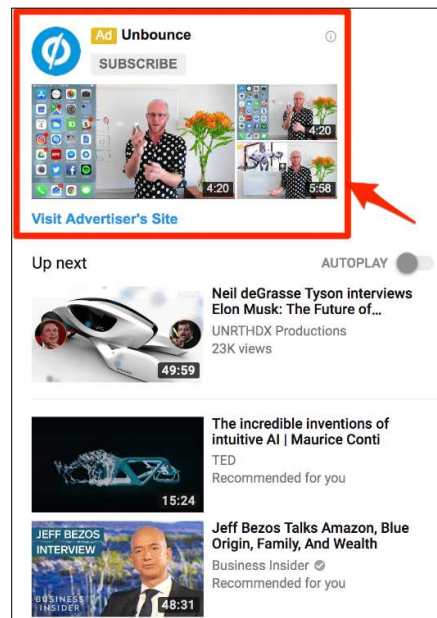 Ad Unbounce
SUBSCRIBE
4:20
4:20
5:58
Visit Advertiser's Site
Up next
AUTOPLAY
49:59
Neil deGrasse Tyson interviews
Elon Musk: The Future of...
UNRTHDX Productions
23K views
15:24
The incredible inventions of
intuitive AI | Maurice Conti
TED
Recommended for you
JEFF BEZOS
INTERVIEW
BUSINESS
INSIDER
48:31
Jeff Bezos Talks Amazon, Blue
Origin, Family, And Wealth
Business Insider
Recommended for you